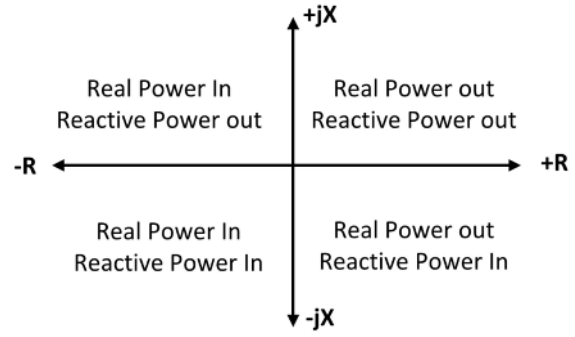 +jX
Real Power In
Reactive Power out
Real Power out
Reactive Power out
-R
+R
Real Power In
Reactive Power In
Real Power out
Reactive Power In
-jX